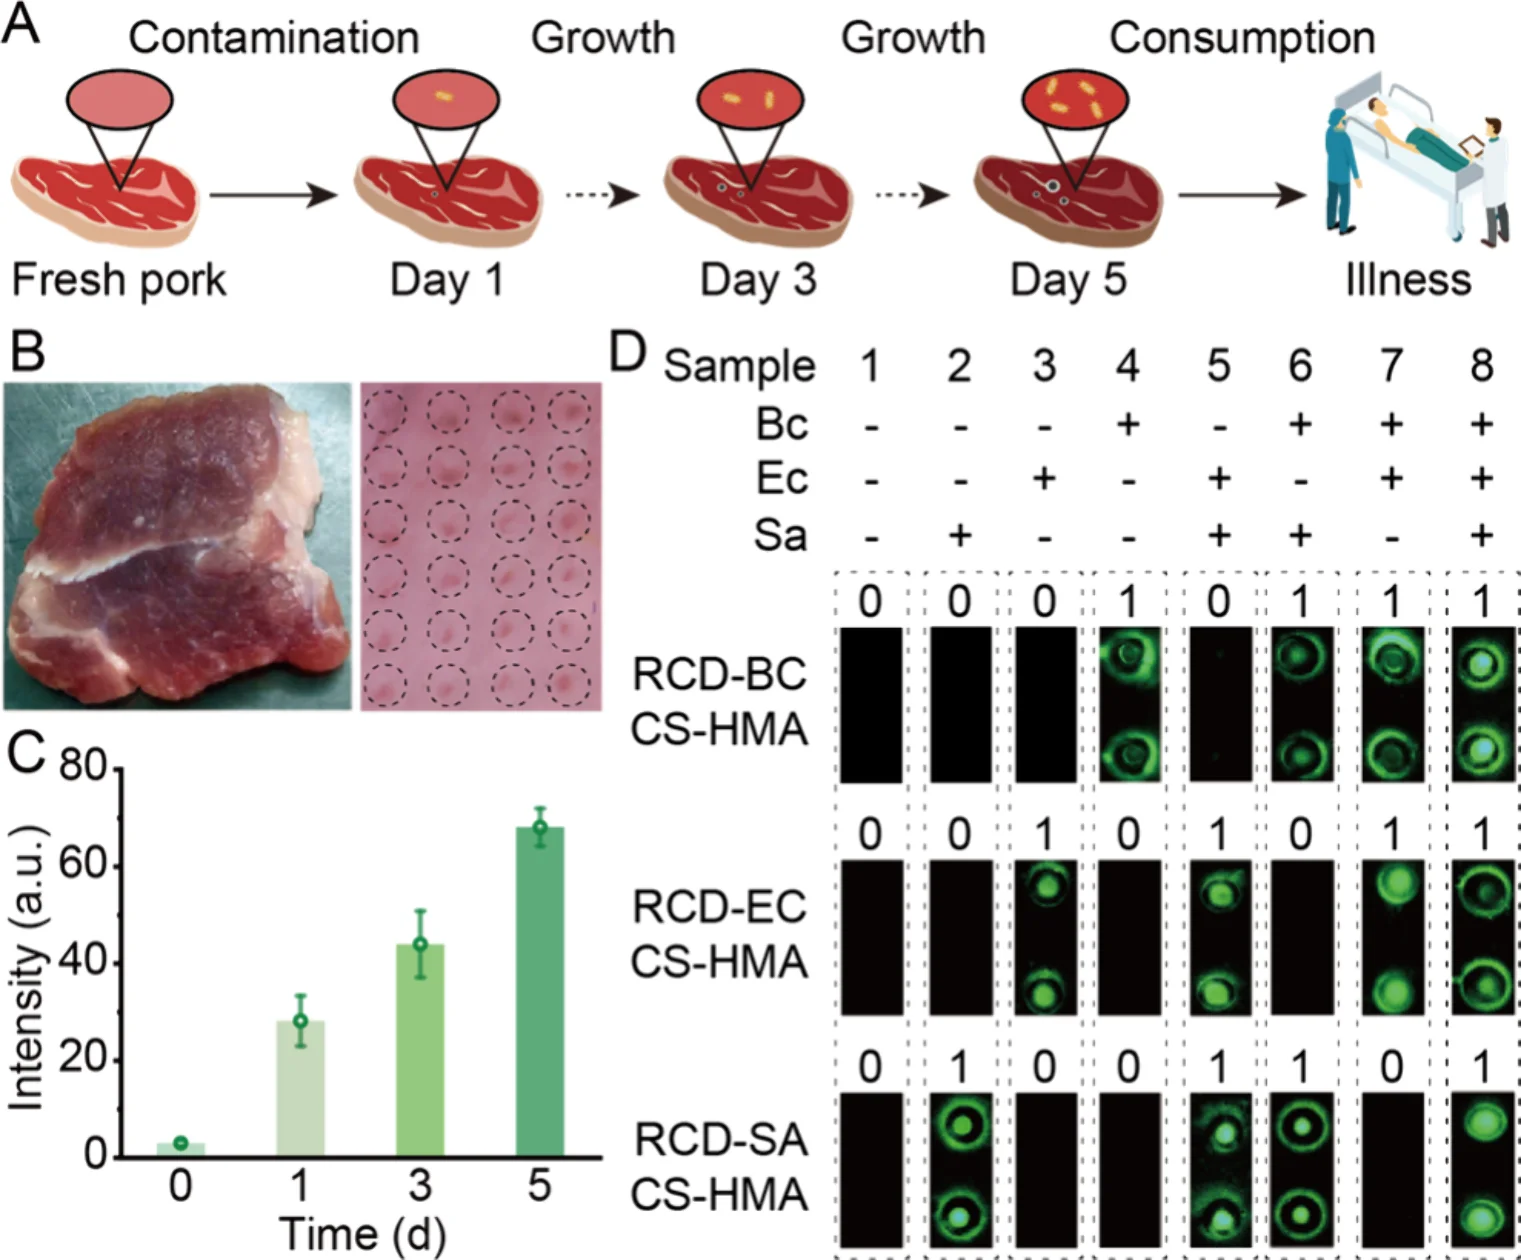 A
Contamination Growth Growth Consumption
Fresh pork Day 1 Day 3 Day 5 Illness
B
C
80
60
40
20
0
Intensity (a.u.)
0 1 3 5
Time (d)
D
Sample 1 2 3 4 5 6 7 8
Bc - - - + - + + +
Ec - - + - + - + +
Sa - + - - + + - +
0 0 0 1 0 1 1 1
RCD-BC
CS-HMA
0 0 1 0 1 0 1 1
RCD-EC
CS-HMA
0 1 0 0 1 1 0 1
RCD-SA
CS-HMA